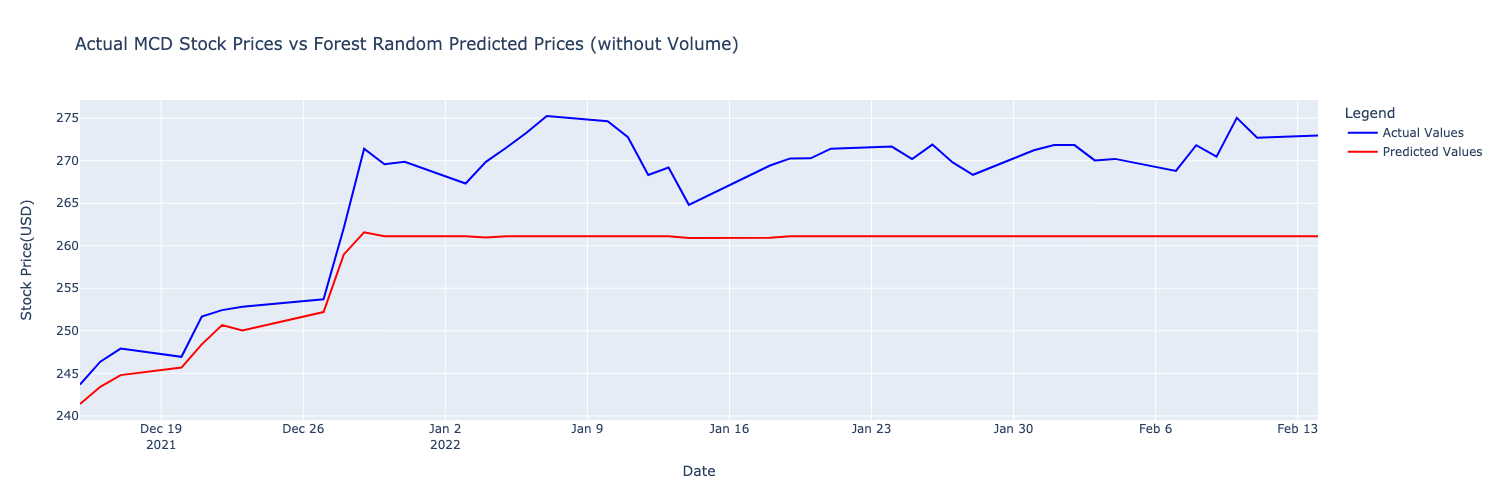 Actual MCD Stock Prices vs Forest Random Predicted Prices (without Volume)
Legend
Actual Values
Predicted Values
Stock Price(USD)
275
270
265
260
255
250
245
240
Dec 19
2021
Dec 26
Jan 2
2022
Jan 9
Jan 16
Jan 23
Jan 30
Feb 6
Feb 13
Date